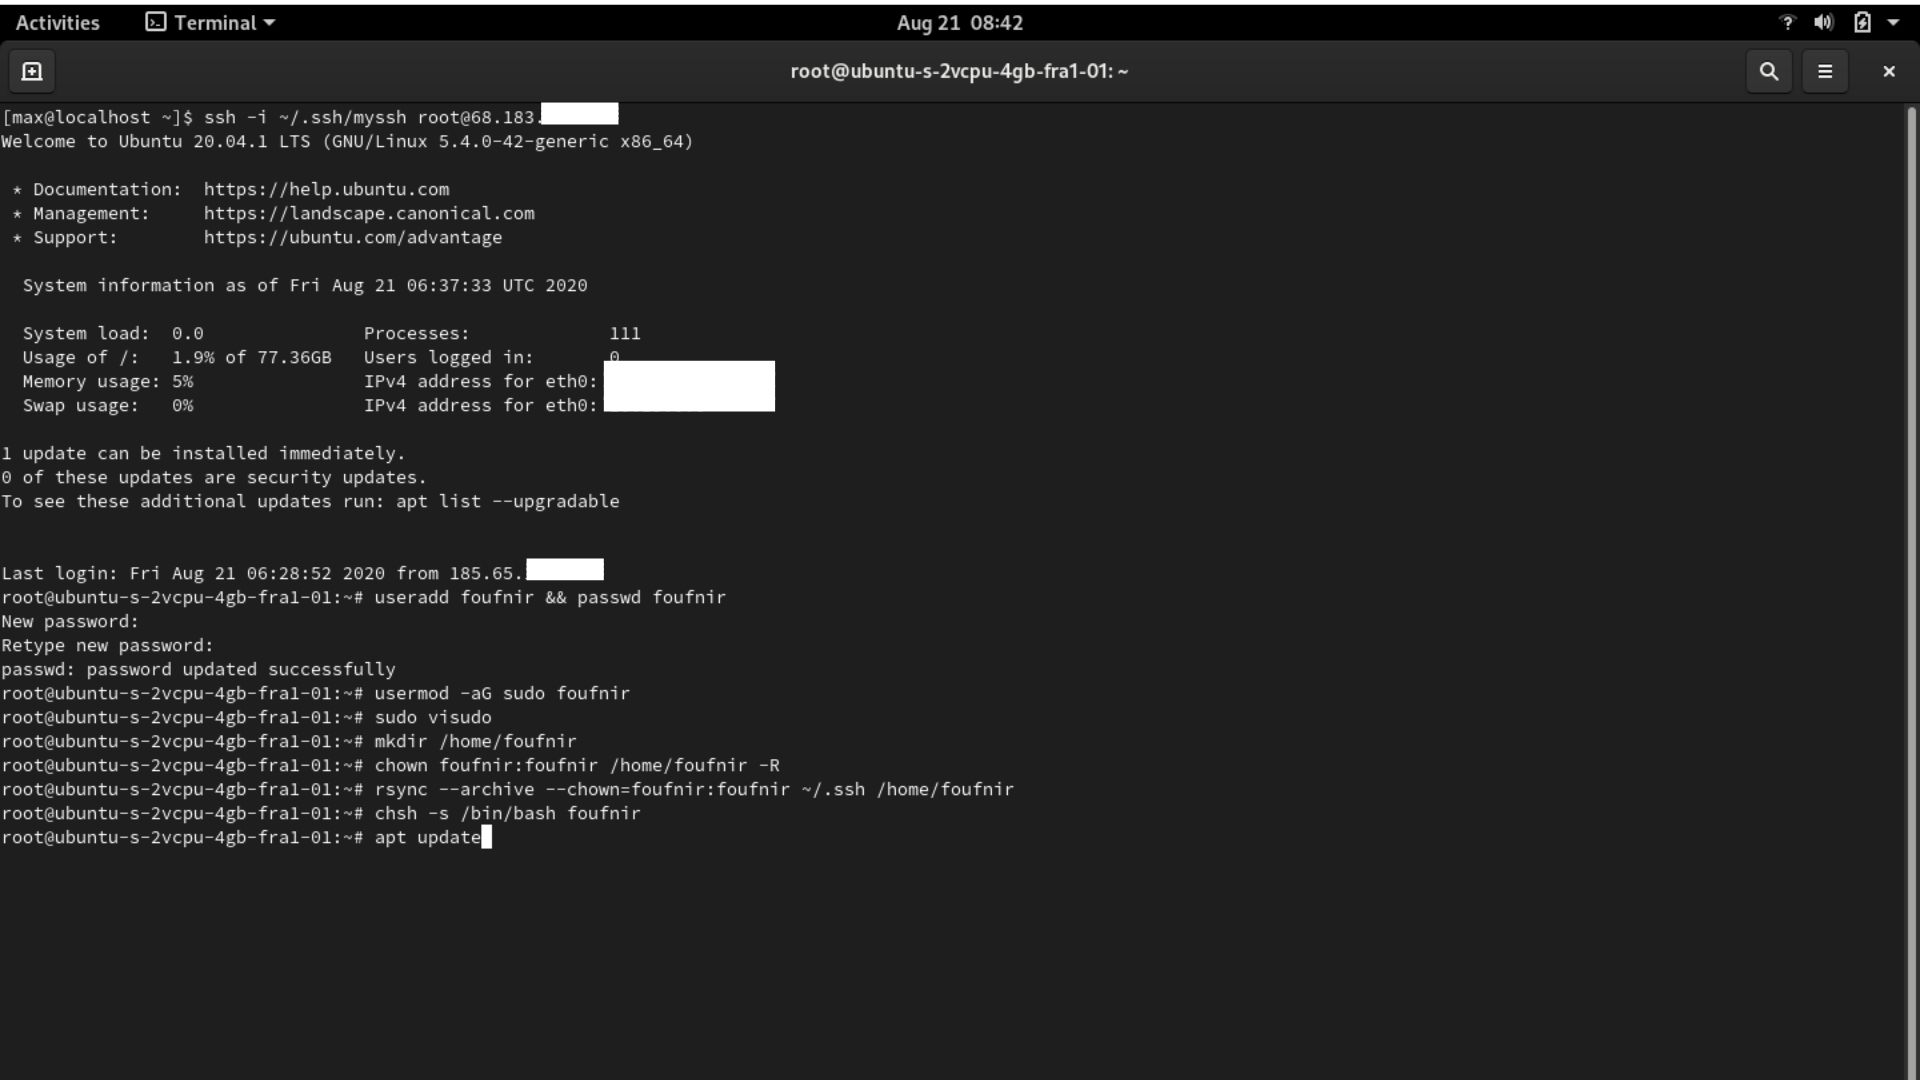 Activities Terminal Aug 21 08:42
root@ubuntu-s-2vcpu-4gb-fra1-01: ~
[max@localhost ~]$ ssh -i ~/.ssh/myssh root@68.183.
Welcome to Ubuntu 20.04.1 LTS (GNU/Linux 5.4.0-42-generic x86_64)
* Documentation: https://help.ubuntu.com
* Management: https://landscape.canonical.com
* Support: https://ubuntu.com/advantage
System information as of Fri Aug 21 06:37:33 UTC 2020
System load: 0.0 Processes: 111
Usage of /: 1.9% of 77.36GB Users logged in: 0
Memory usage: 5% IPv4 address for eth0:
Swap usage: 0% IPv4 address for eth0:
1 update can be installed immediately.
0 of these updates are security updates.
To see these additional updates run: apt list --upgradable
Last login: Fri Aug 21 06:28:52 2020 from 185.65.
root@ubuntu-s-2vcpu-4gb-fra1-01:~# useradd foufnir && passwd foufnir
New password:
Retype new password:
passwd: password updated successfully
root@ubuntu-s-2vcpu-4gb-fra1-01:~# usermod -aG sudo foufnir
root@ubuntu-s-2vcpu-4gb-fra1-01:~# sudo visudo
root@ubuntu-s-2vcpu-4gb-fra1-01:~# mkdir /home/foufnir
root@ubuntu-s-2vcpu-4gb-fra1-01:~# chown foufnir:foufnir /home/foufnir -R
root@ubuntu-s-2vcpu-4gb-fra1-01:~# rsync --archive --chown=foufnir:foufnir ~/.ssh /home/foufnir
root@ubuntu-s-2vcpu-4gb-fra1-01:~# chsh -s /bin/bash foufnir
root@ubuntu-s-2vcpu-4gb-fra1-01:~# apt update